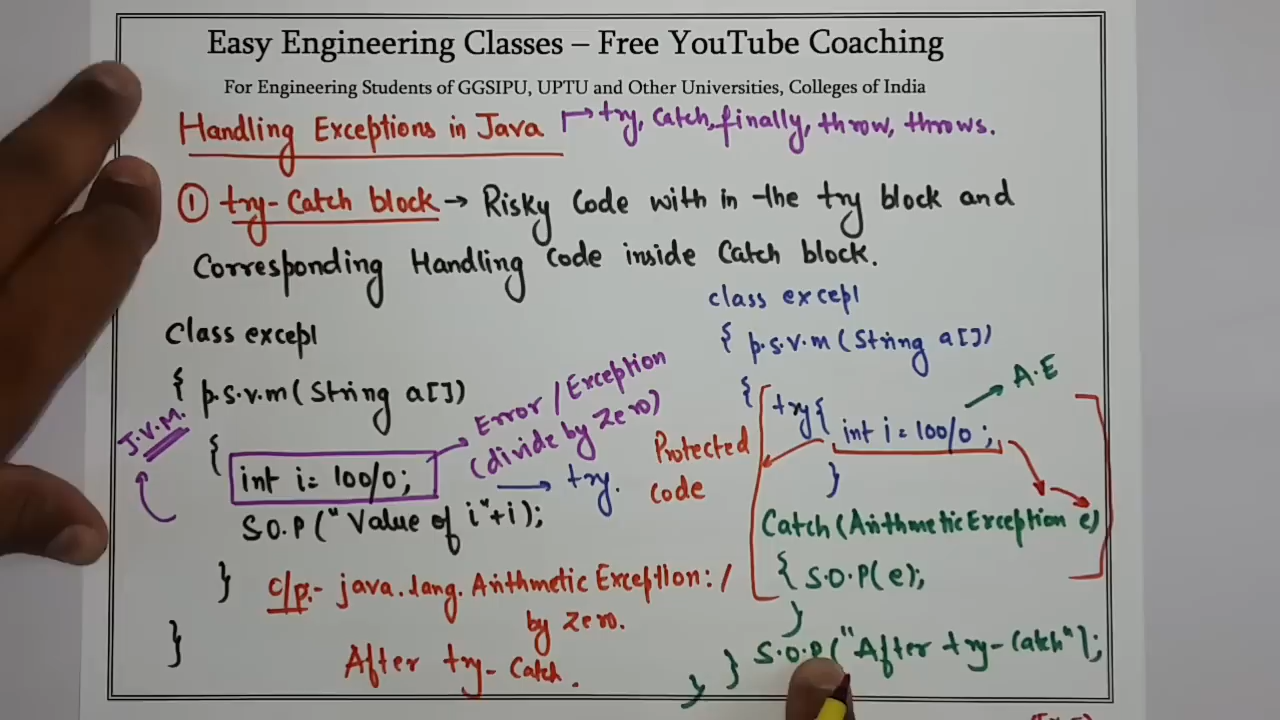 Easy Engineering Classes – Free YouTube Coaching
For Engineering Students of GGSIPU, UPTU and Other Universities, Colleges of India
Handling Exceptions in Java → try, Catch, finally, throw, throws.
① try-Catch block → Risky Code with in the try block and
Corresponding Handling Code inside Catch block.
Class excep1
{ p.s.v.m(String a[])
J.V.M.
{
int i= 100/0;
Error/Exception
(divide by Zero)
→ try.
S.O.P("Value of i"+i);
}
}
class excep1
{ p.s.v.m(String a[])
{
try{ int i=100/0;
A.E
}
Protected
code
Catch(ArithmeticException e)
{ S.O.P(e);
}
S.O.P("After try-Catch");
}
}
o/p:- java.lang.ArithmeticException: /
by zero.
After try-Catch.